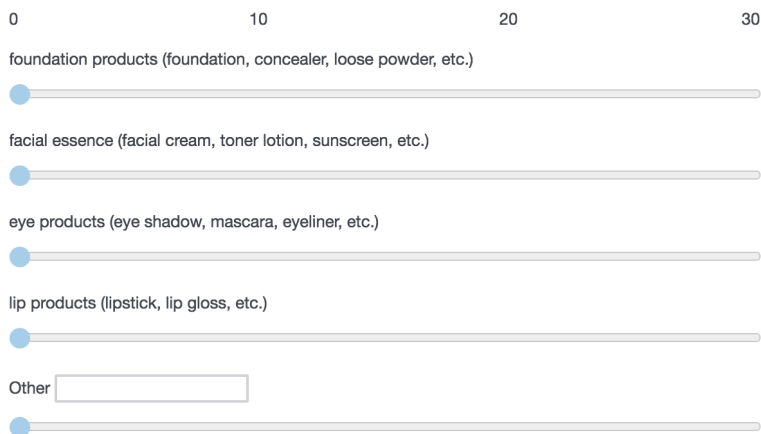 0 10 20 30
foundation products (foundation, concealer, loose powder, etc.)
facial essence (facial cream, toner lotion, sunscreen, etc.)
eye products (eye shadow, mascara, eyeliner, etc.)
lip products (lipstick, lip gloss, etc.)
Other